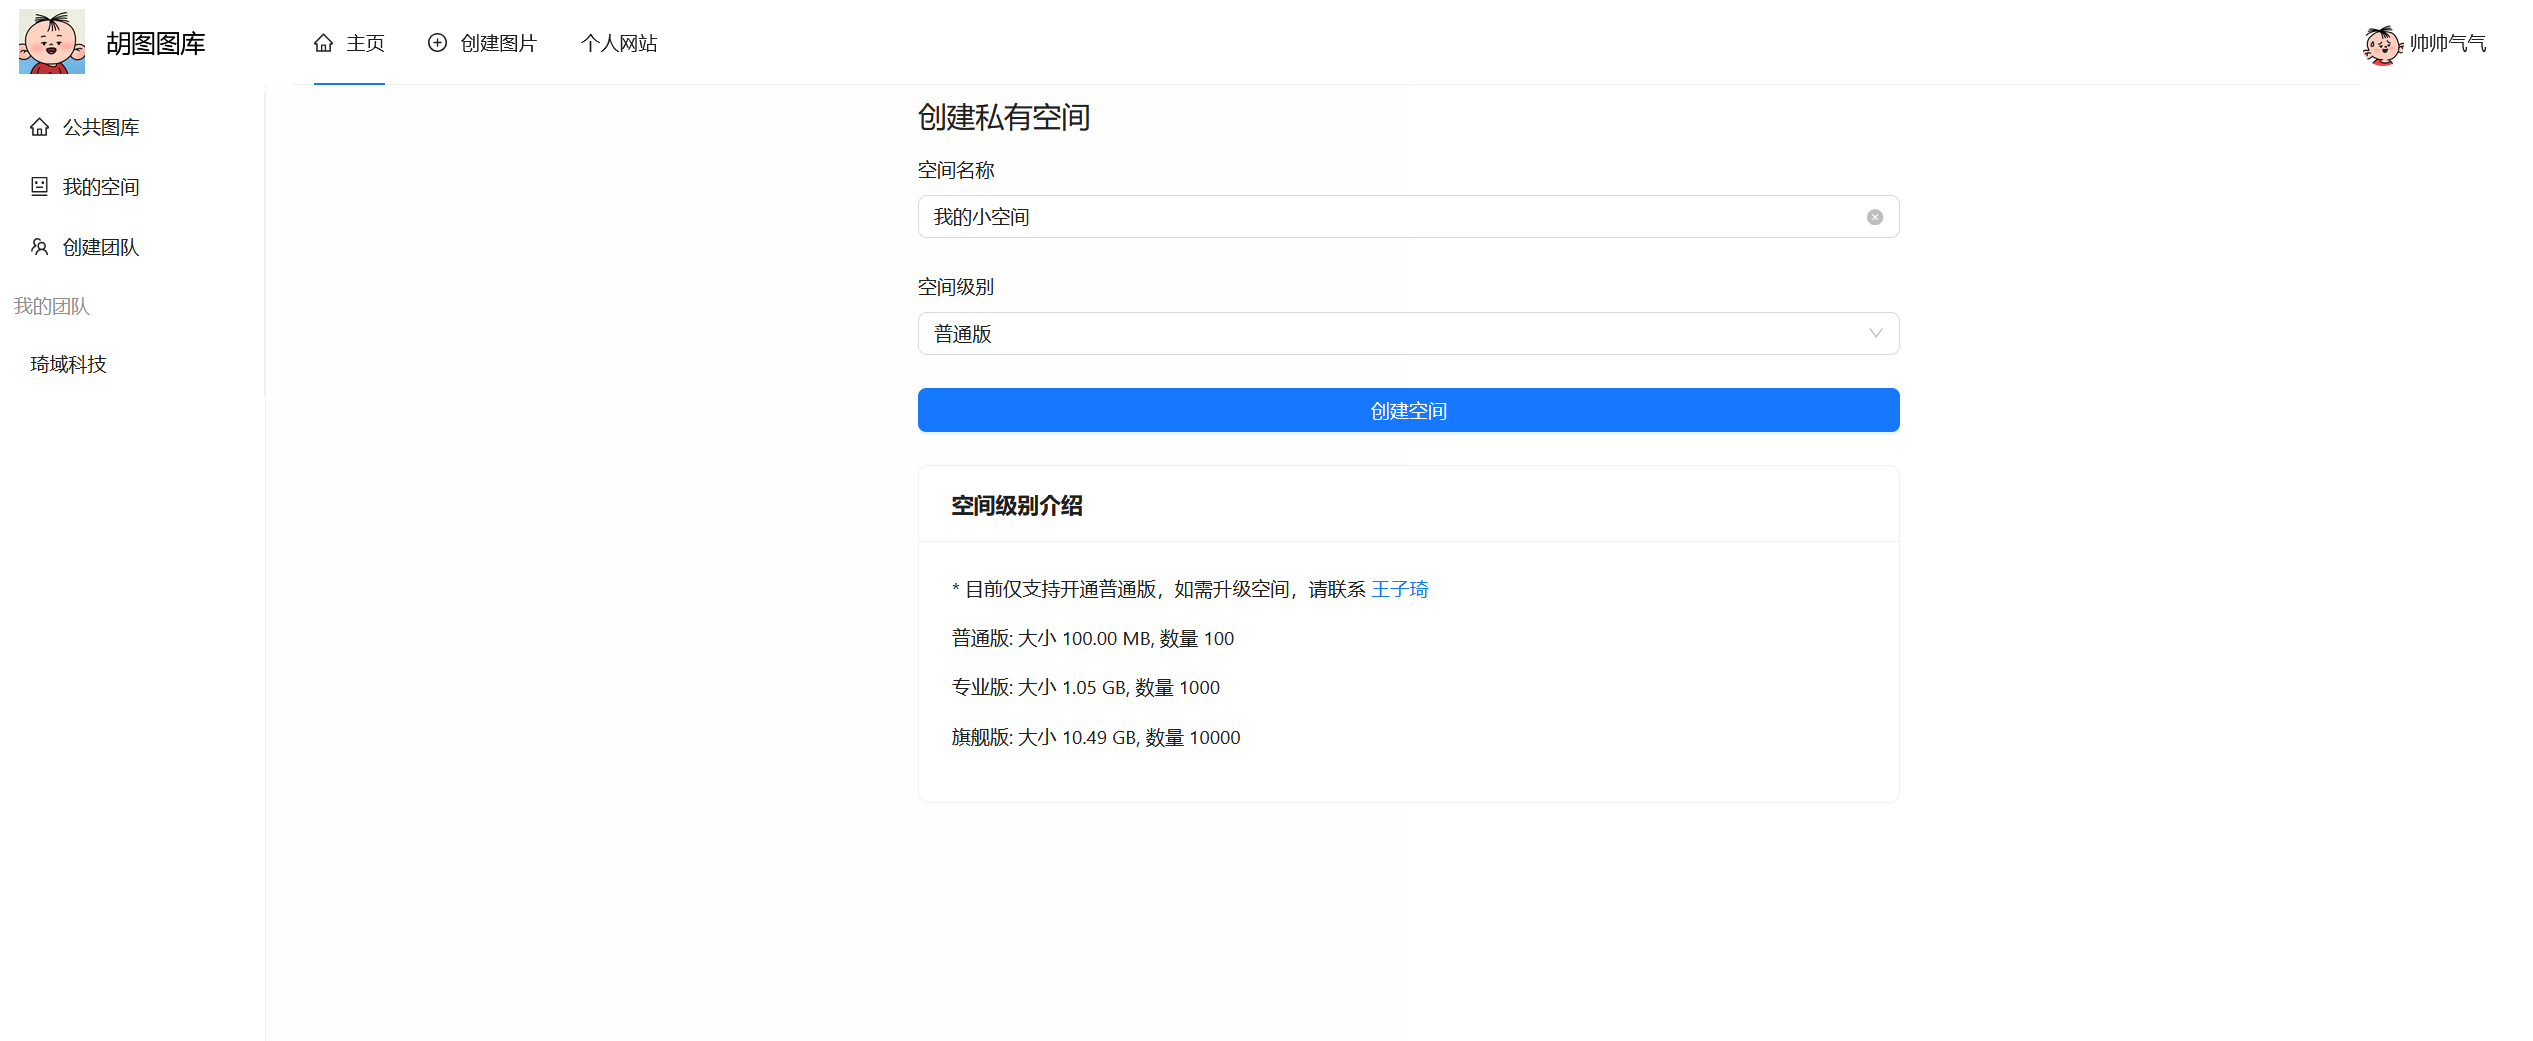 胡图图库
主页
创建图片
个人网站
帅帅气气
公共图库
我的空间
创建团队
我的团队
琦域科技
创建私有空间
空间名称
我的小空间
空间级别
普通版
创建空间
空间级别介绍
* 目前仅支持开通普通版，如需升级空间，请联系 王子琦
普通版: 大小 100.00 MB, 数量 100
专业版: 大小 1.05 GB, 数量 1000
旗舰版: 大小 10.49 GB, 数量 10000